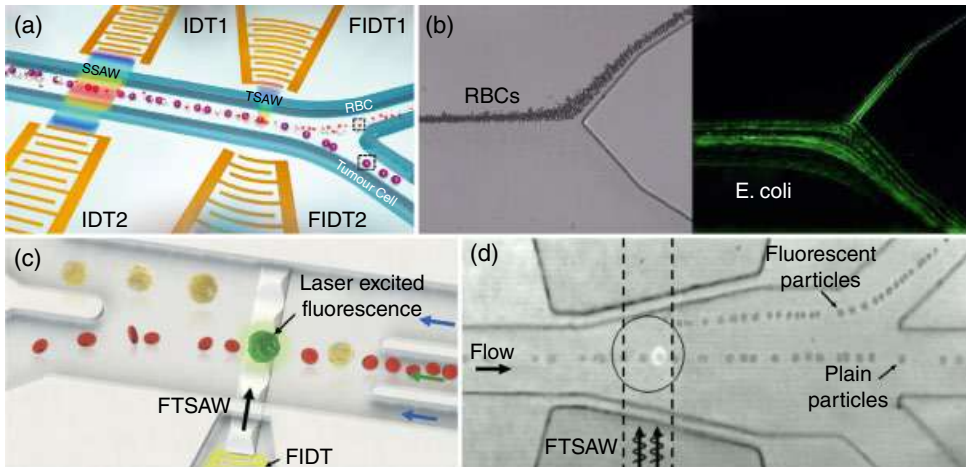 (a)
IDT1
FIDT1
SSAW
TSAW
RBC
Tumour Cell
IDT2
FIDT2
(b)
RBCs
E. coli
(c)
Laser excited
fluorescence
FTSAW
FIDT
(d)
Fluorescent
particles
Flow
Plain
particles
FTSAW